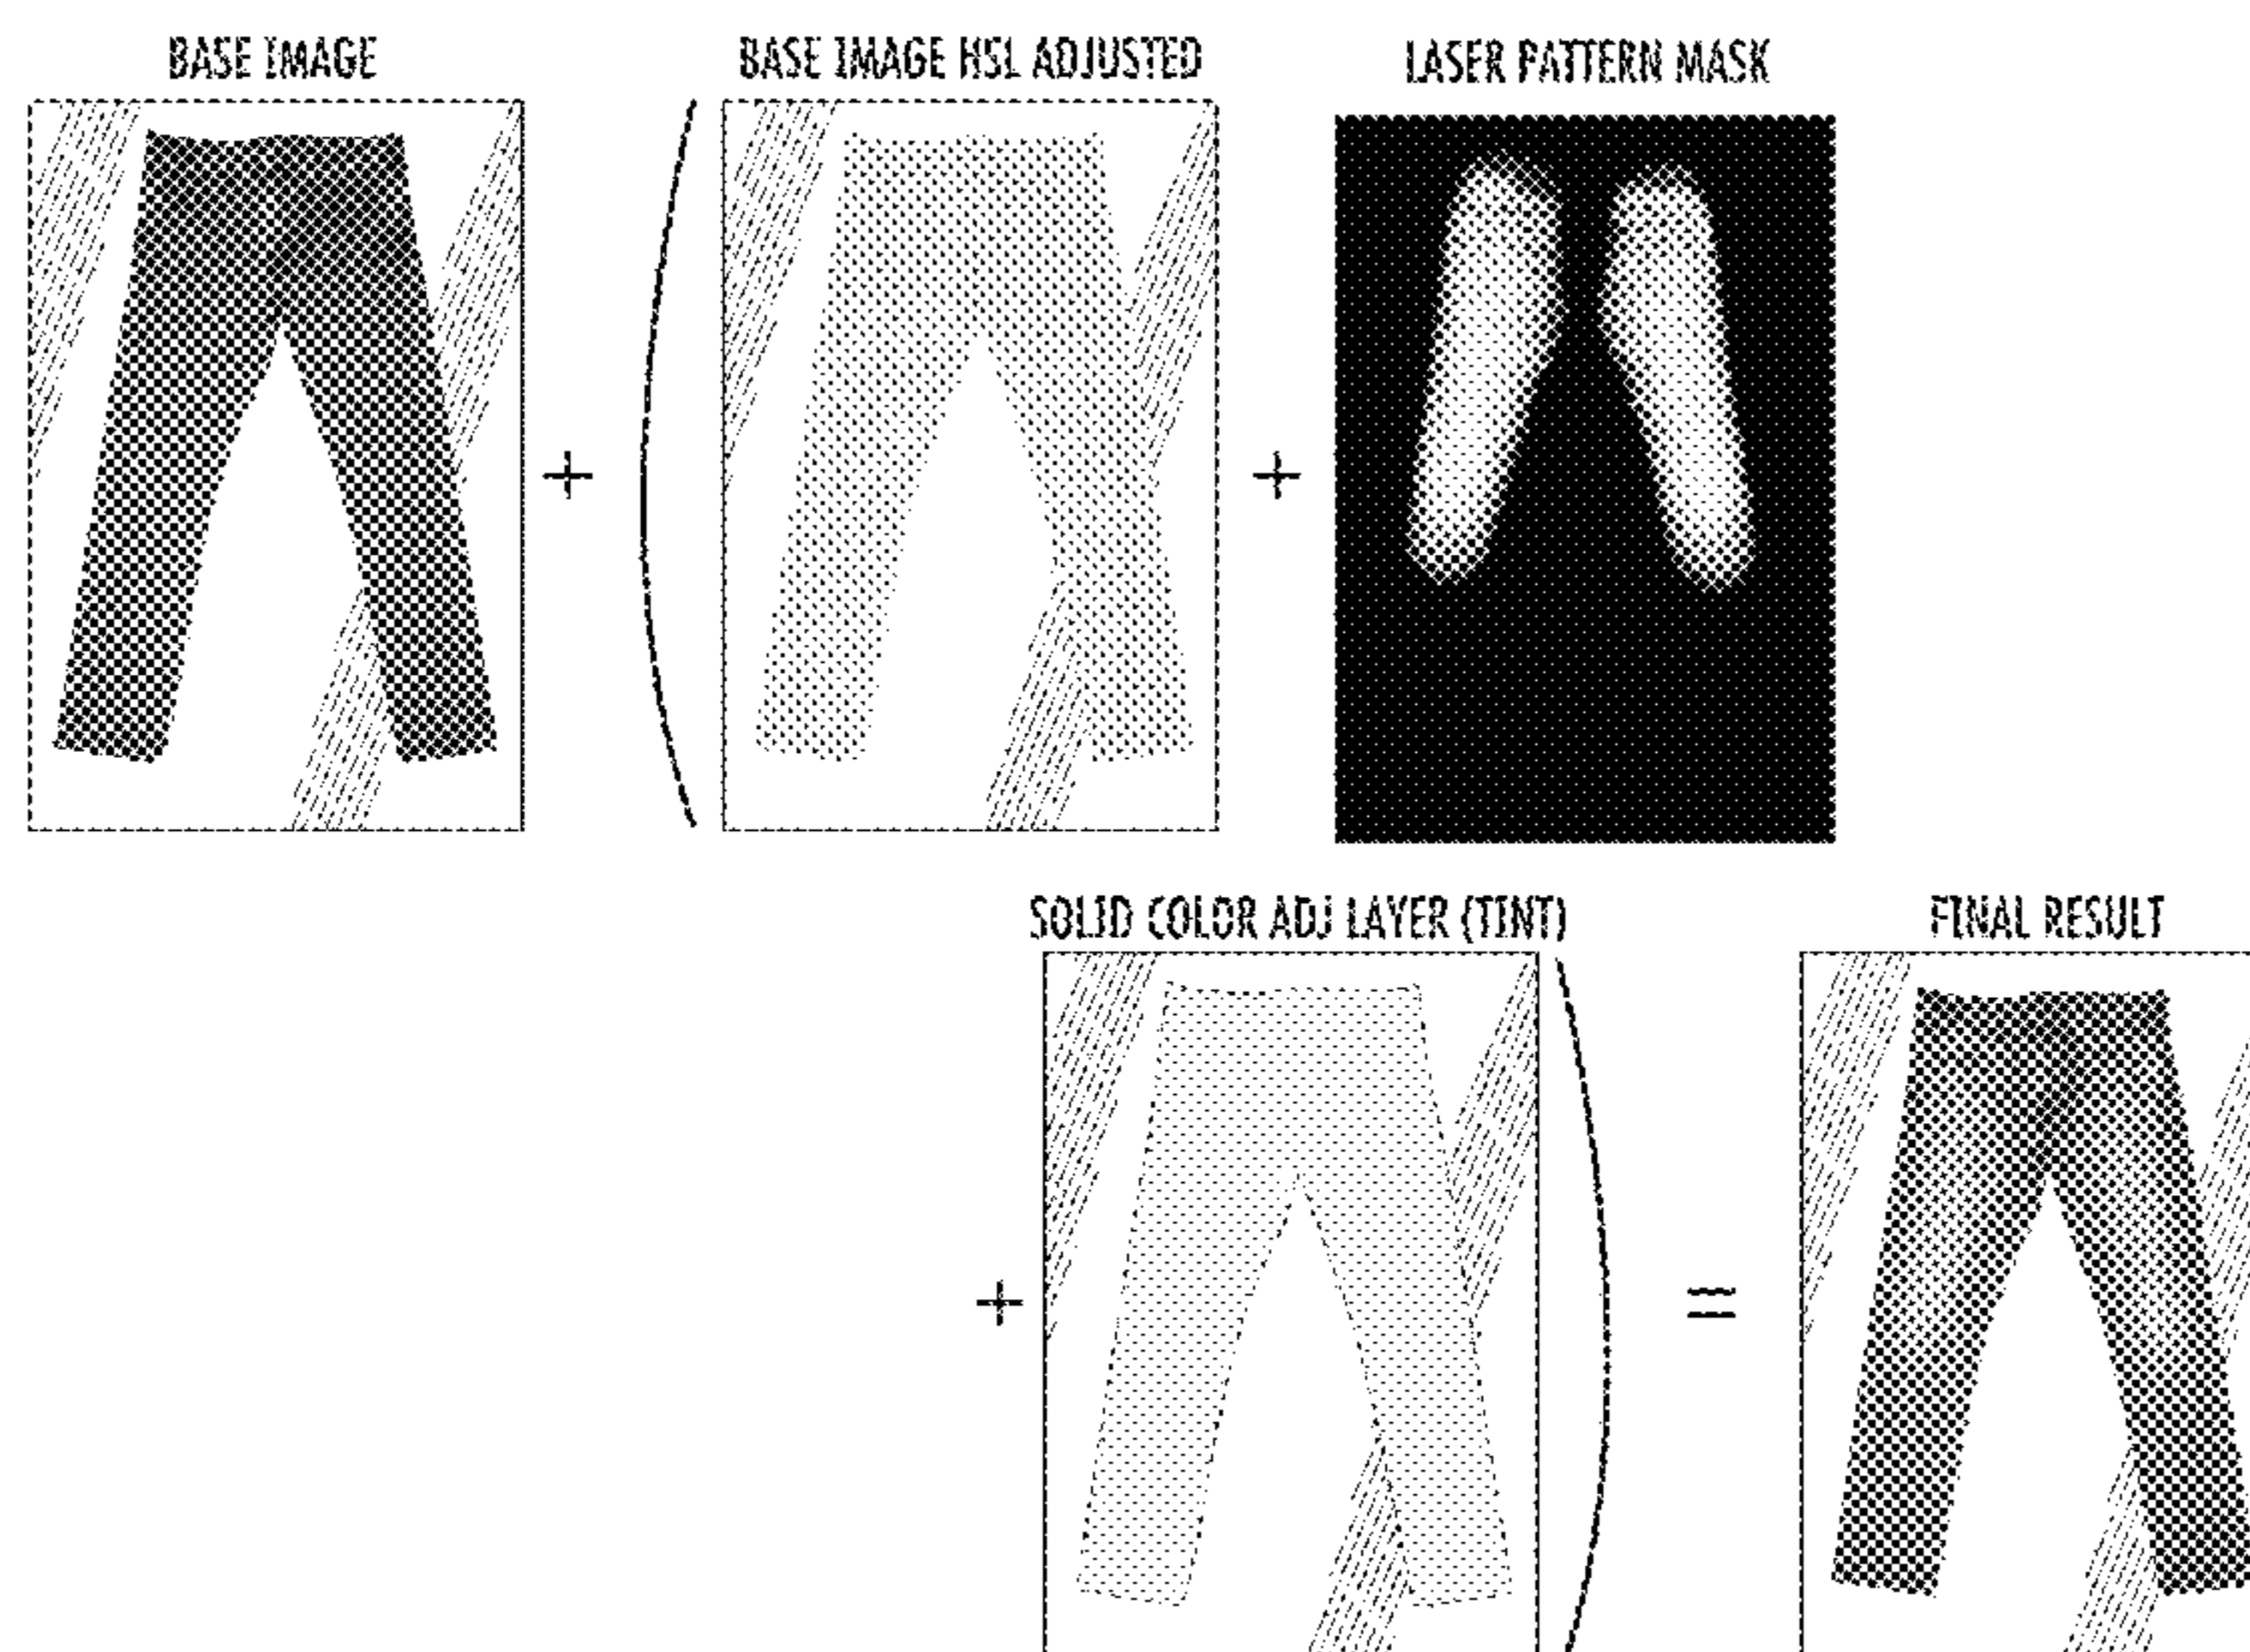 BASE IMAGE
BASE IMAGE HSL ADJUSTED
LASER PATTERN MASK
+
+
SOLID COLOR ADJ LAYER (TINT)
FINAL RESULT
+
=